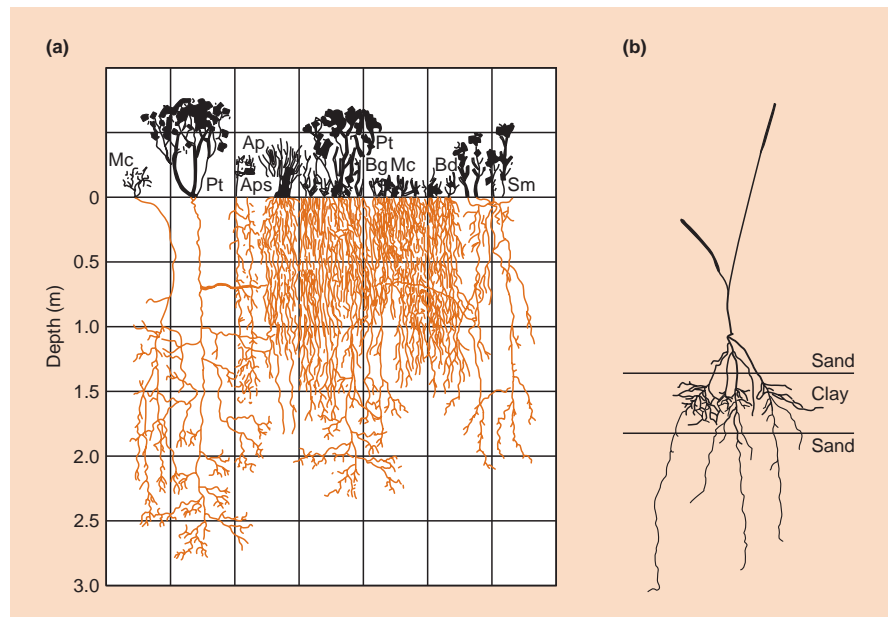 (a)
(b)
Mc
Pt
Ap
Aps
Pt
Bg
Mc
Bd
Sm
Depth (m)
0
0.5
1.0
1.5
2.0
2.5
3.0
Sand
Clay
Sand